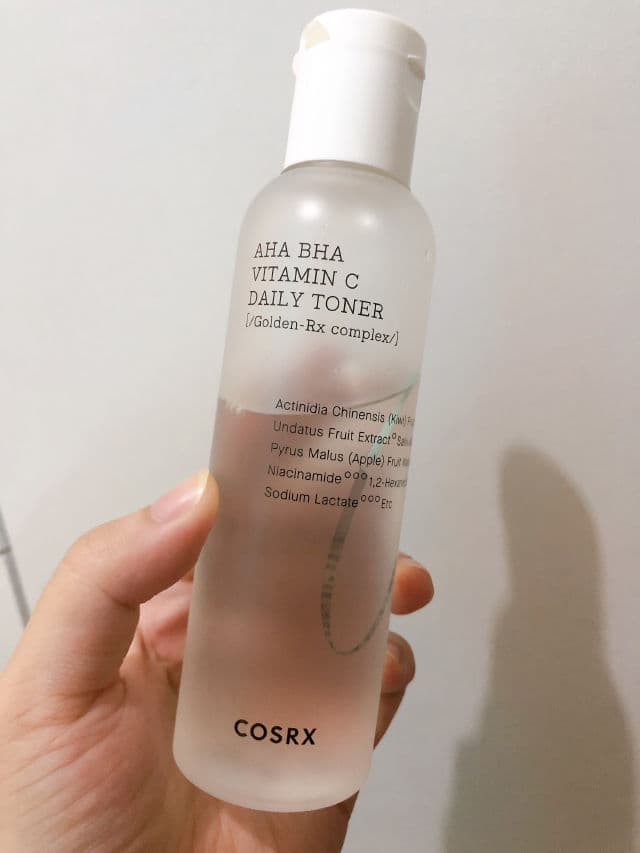 AHA BHA
VITAMIN C
DAILY TONER
[/Golden-Rx complex/]
Actinidia Chinensis (Kiwi)
Undatus Fruit Extract°
Pyrus Malus (Apple) Fruit
Niacinamide°°°1,2-
Sodium Lactate°°°Etc
COSRX